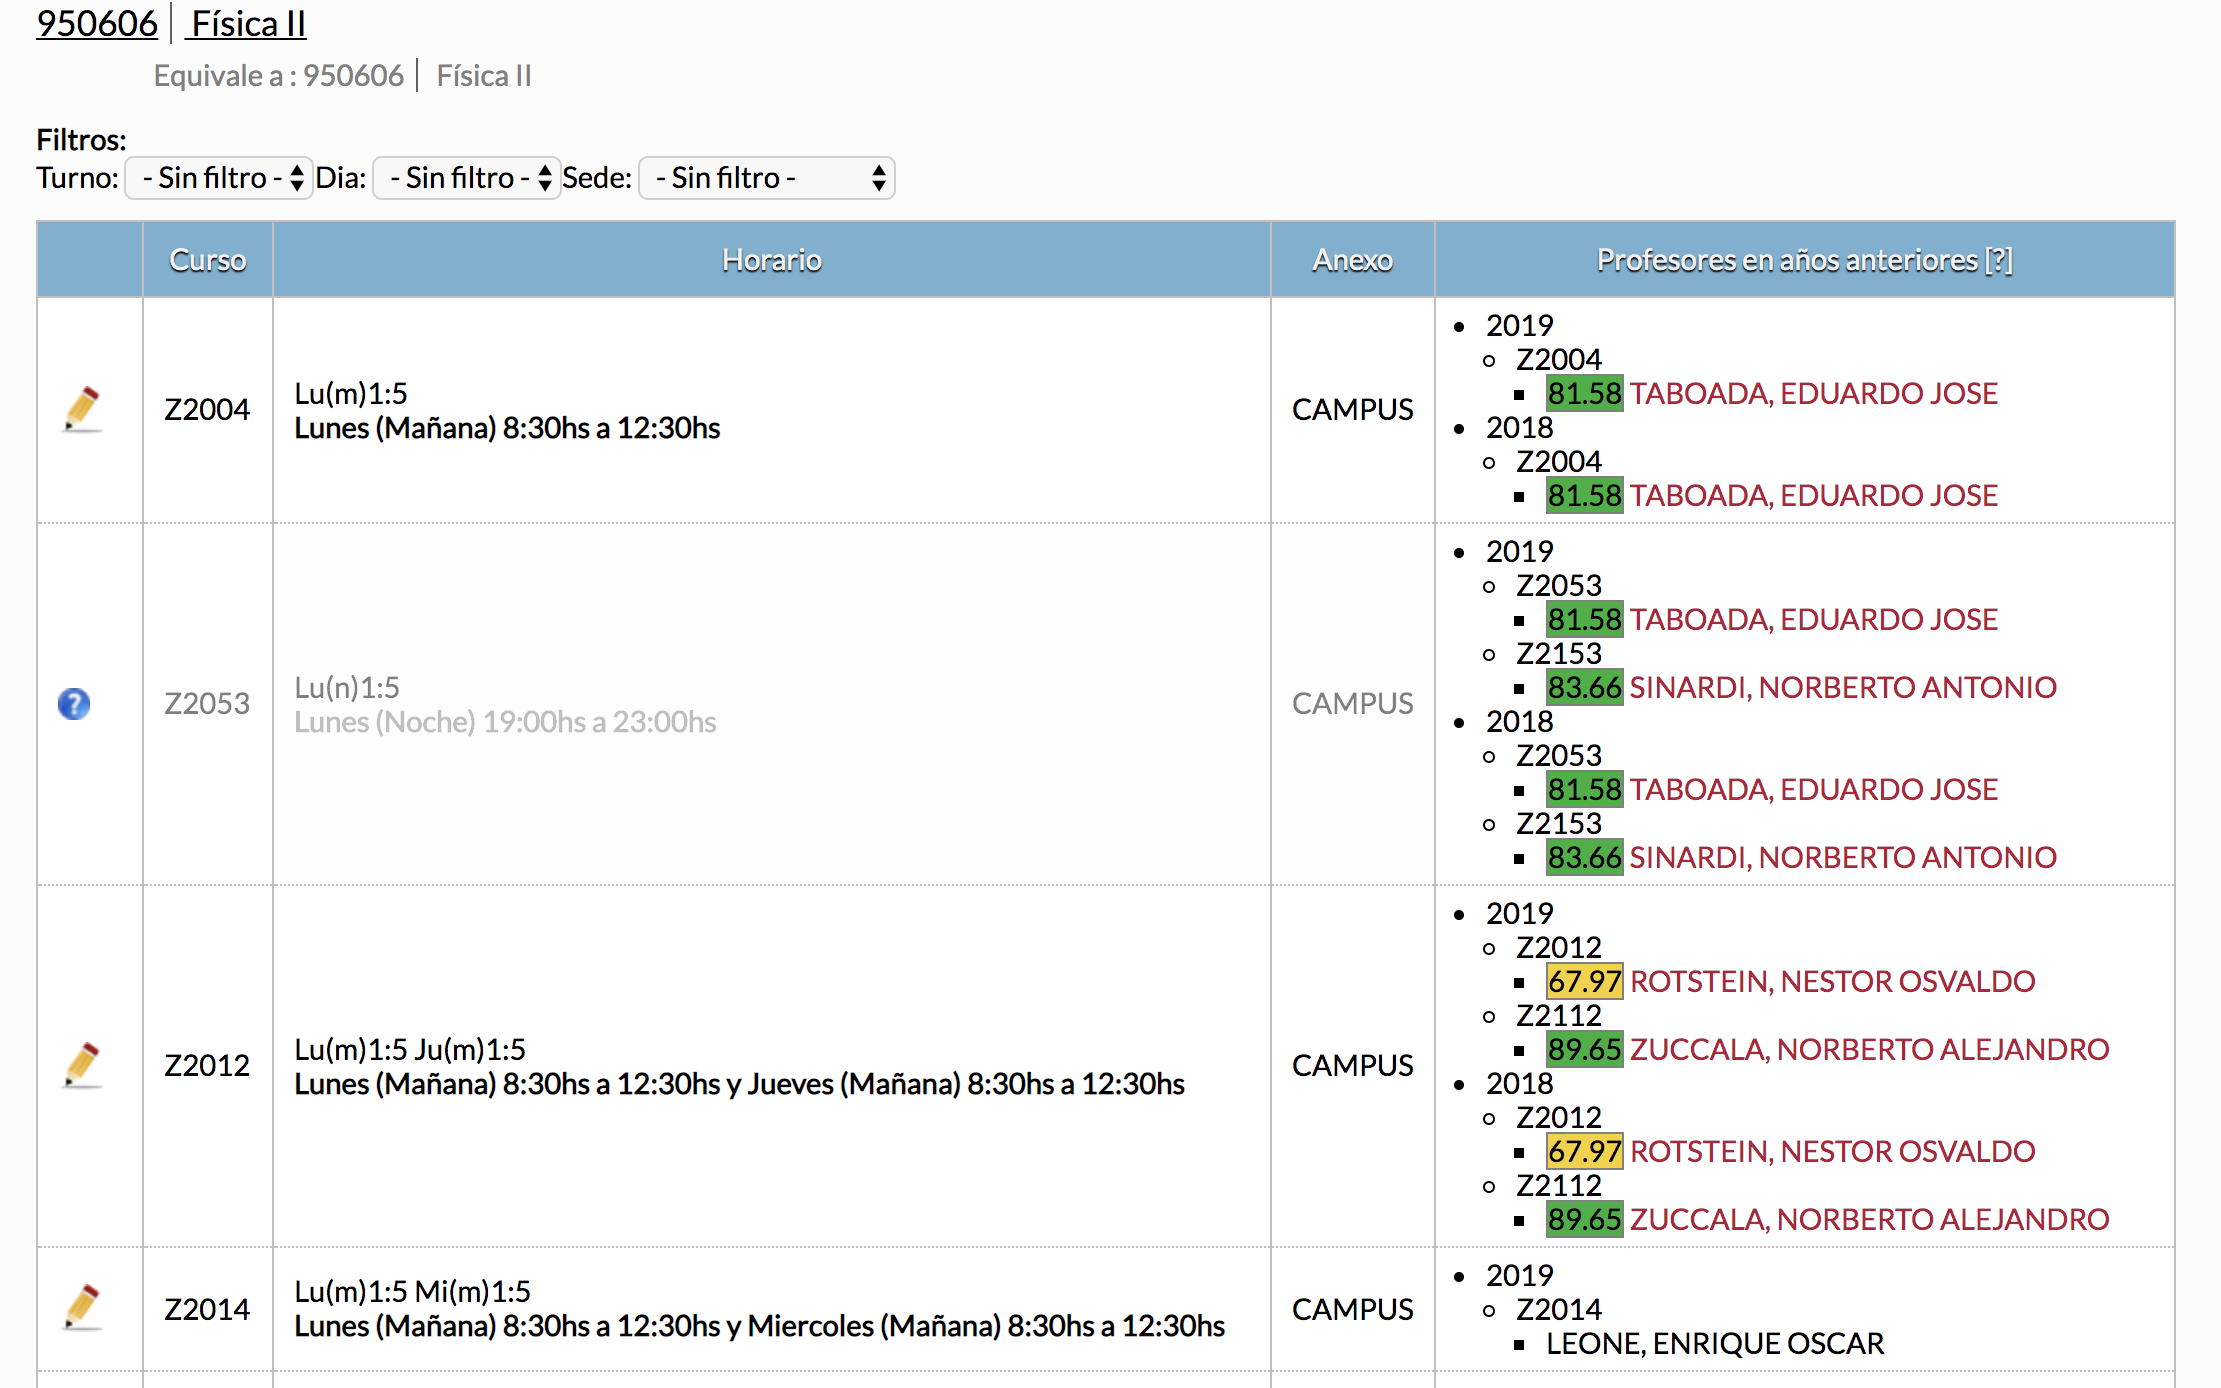 950606 | Física II
Equivale a : 950606 | Física II
Filtros:
Turno: - Sin filtro - Dia: - Sin filtro - Sede: - Sin filtro -
Curso Horario Anexo Profesores en años anteriores [?]
Z2004
Lu(m)1:5
Lunes (Mañana) 8:30hs a 12:30hs
CAMPUS
2019
Z2004
81.58 TABOADA, EDUARDO JOSE
2018
Z2004
81.58 TABOADA, EDUARDO JOSE
?
Z2053
Lu(n)1:5
Lunes (Noche) 19:00hs a 23:00hs
CAMPUS
2019
Z2053
81.58 TABOADA, EDUARDO JOSE
Z2153
83.66 SINARDI, NORBERTO ANTONIO
2018
Z2053
81.58 TABOADA, EDUARDO JOSE
Z2153
83.66 SINARDI, NORBERTO ANTONIO
Z2012
Lu(m)1:5 Ju(m)1:5
Lunes (Mañana) 8:30hs a 12:30hs y Jueves (Mañana) 8:30hs a 12:30hs
CAMPUS
2019
Z2012
67.97 ROTSTEIN, NESTOR OSVALDO
Z2112
89.65 ZUCCALA, NORBERTO ALEJANDRO
2018
Z2012
67.97 ROTSTEIN, NESTOR OSVALDO
Z2112
89.65 ZUCCALA, NORBERTO ALEJANDRO
Z2014
Lu(m)1:5 Mi(m)1:5
Lunes (Mañana) 8:30hs a 12:30hs y Miercoles (Mañana) 8:30hs a 12:30hs
CAMPUS
2019
Z2014
LEONE, ENRIQUE OSCAR